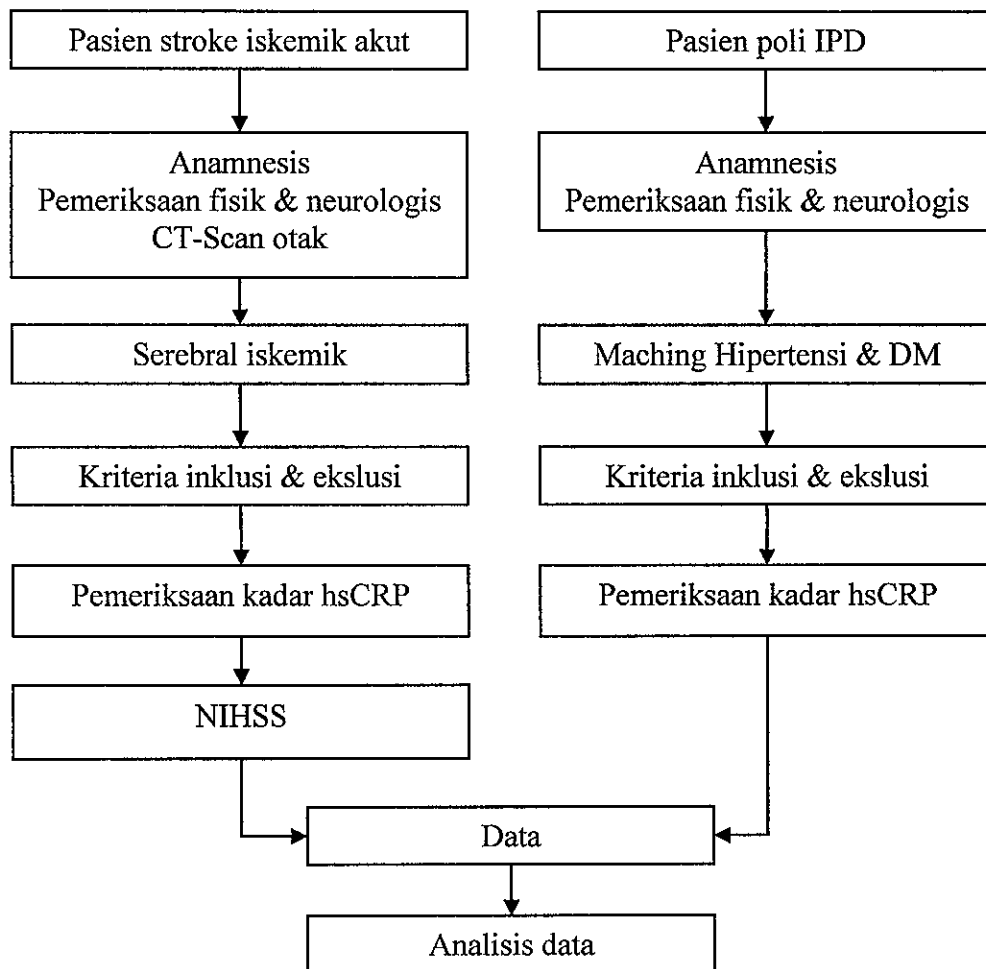 Pasien stroke iskemik akut
Anamnesis
Pemeriksaan fisik & neurologis
CT-Scan otak
Serebral iskemik
Kriteria inklusi & ekslusi
Pemeriksaan kadar hsCRP
NIHSS
Pasien poli IPD
Anamnesis
Pemeriksaan fisik & neurologis
Maching Hipertensi & DM
Kriteria inklusi & ekslusi
Pemeriksaan kadar hsCRP
Data
Analisis data